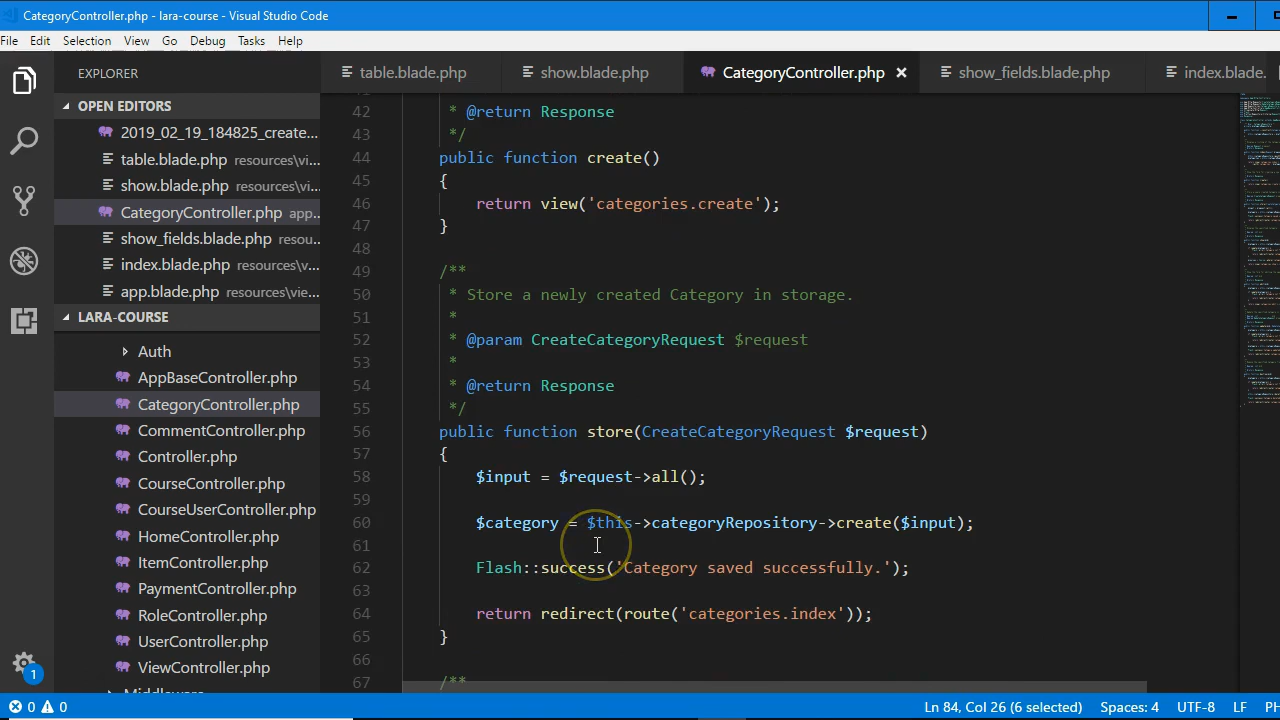 CategoryController.php - lara-course - Visual Studio Code
File Edit Selection View Go Debug Tasks Help
EXPLORER
table.blade.php
show.blade.php
CategoryController.php
show_fields.blade.php
index.blade.
OPEN EDITORS
2019_02_19_184825_create...
table.blade.php resources\vi...
show.blade.php resources\vi...
CategoryController.php app...
show_fields.blade.php resou...
index.blade.php resources\v...
app.blade.php resources\vie...
LARA-COURSE
Auth
AppBaseController.php
CategoryController.php
CommentController.php
Controller.php
CourseController.php
CourseUserController.php
HomeController.php
ItemController.php
PaymentController.php
RoleController.php
UserController.php
ViewController.php
Middleware
42 * @return Response
43 */
44 public function create()
45 {
46 return view('categories.create');
47 }
48
49 /**
50 * Store a newly created Category in storage.
51 *
52 * @param CreateCategoryRequest $request
53 *
54 * @return Response
55 */
56 public function store(CreateCategoryRequest $request)
57 {
58 $input = $request->all();
59
60 $category = $this->categoryRepository->create($input);
61
62 Flash::success('Category saved successfully.');
63
64 return redirect(route('categories.index'));
65 }
66
67 /**
1
0 0
Ln 84, Col 26 (6 selected) Spaces: 4 UTF-8 LF PH